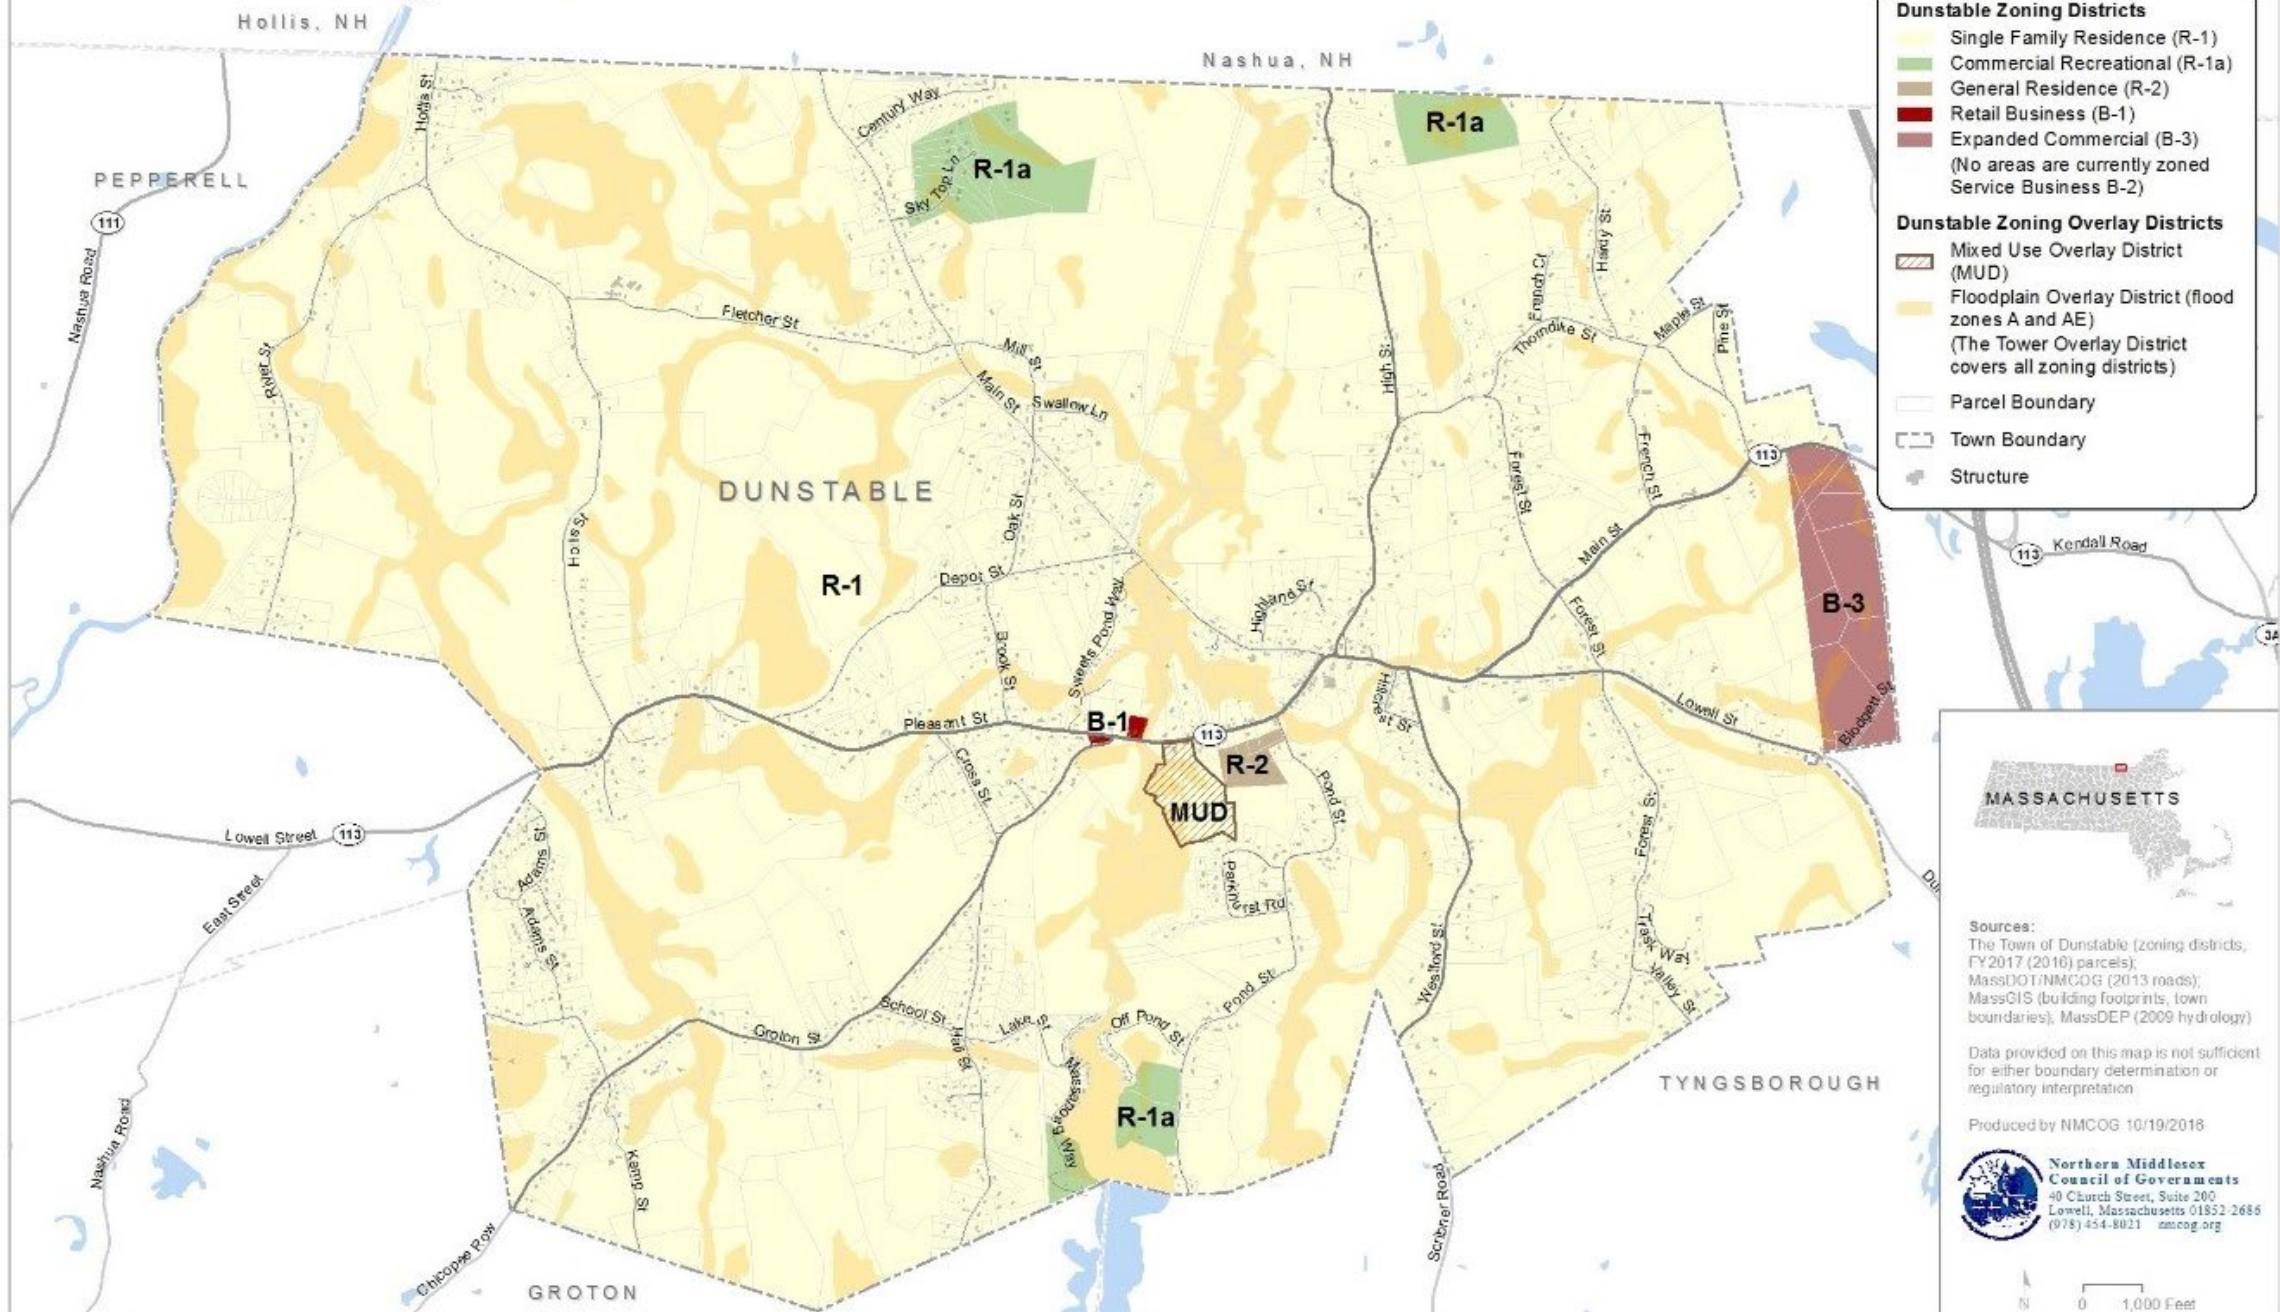 Hollis, NH
Nashua, NH
PEPPERELL
111
Nashua Road
Hollis St
Century Way
R-1a
Sky Top Ln
R-1a
Hardy St
French Ct
Thorndike St
Maple St
Pine St
River St
Fletcher St
Mill St
Main St
Swallow Ln
High St
DUNSTABLE
Oak St
Forest St
French St
113
Hollis St
Main St
R-1
Depot St
Highland St
Forest St
B-3
Brook St
Sweets Pond Way
Pleasant St
B-1
113
R-2
Hillcrest St
Lowell St
Blodgett St
Cross St
MUD
Pond St
Lowell Street
113
East Street
Adams St
Adams St
Parkhurst Rd
Forest St
Trask Way
Valley St
Westford St
Pond St
School St
Groton St
Hall St
Lake St
Off Pond St
Massapoag Way
R-1a
Kemp St
Nashua Road
Chicopee Row
GROTON
Scribner Road
TYNGSBOROUGH
113
Kendall Road
3A
Dunstable Zoning Districts
Single Family Residence (R-1)
Commercial Recreational (R-1a)
General Residence (R-2)
Retail Business (B-1)
Expanded Commercial (B-3)
(No areas are currently zoned
Service Business B-2)
Dunstable Zoning Overlay Districts
Mixed Use Overlay District
(MUD)
Floodplain Overlay District (flood
zones A and AE)
(The Tower Overlay District
covers all zoning districts)
Parcel Boundary
Town Boundary
Structure
MASSACHUSETTS
Sources:
The Town of Dunstable (zoning districts,
FY2017 (2016) parcels);
MassDOT/NMCOG (2013 roads);
MassGIS (building footprints, town
boundaries), MassDEP (2009 hydrology)
Data provided on this map is not sufficient
for either boundary determination or
regulatory interpretation
Produced by NMCOG 10/19/2016
Northern Middlesex
Council of Governments
40 Church Street, Suite 200
Lowell, Massachusetts 01852-2686
(978) 454-8021 nmcog.org
N
0 1,000 Feet